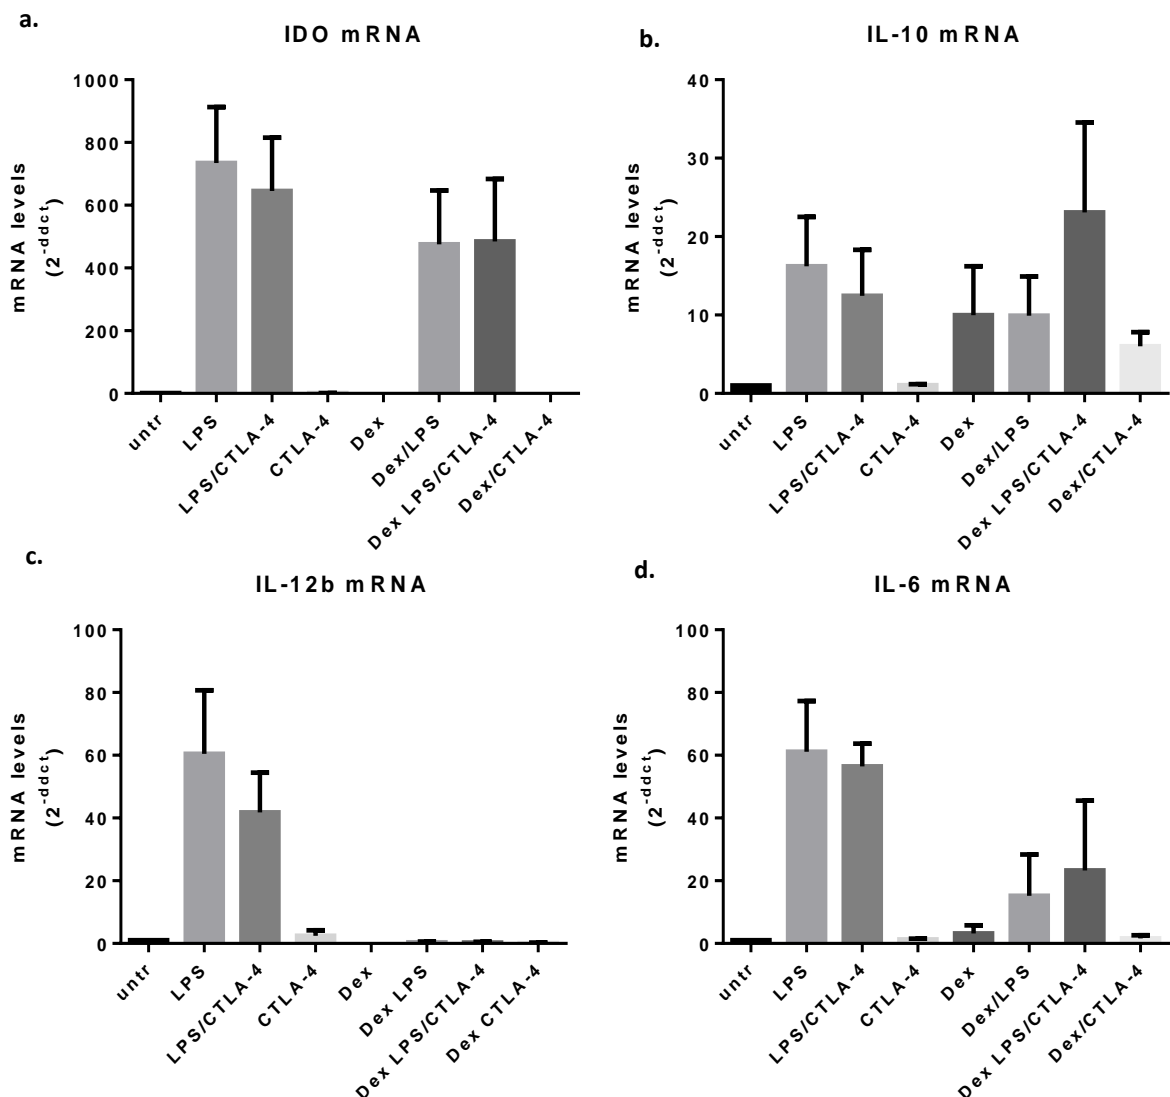 a.
IDO mRNA
mRNA levels
(2^-ddct)
1000
800
600
400
200
0
untr
LPS
LPS/CTLA-4
CTLA-4
Dex
Dex/LPS
Dex LPS/CTLA-4
Dex/CTLA-4
b.
IL-10 mRNA
mRNA levels
(2^-ddct)
40
30
20
10
0
untr
LPS
LPS/CTLA-4
CTLA-4
Dex
Dex/LPS
Dex LPS/CTLA-4
Dex/CTLA-4
c.
IL-12b mRNA
mRNA levels
(2^-ddct)
100
80
60
40
20
0
untr
LPS
LPS/CTLA-4
CTLA-4
Dex
Dex LPS
Dex LPS/CTLA-4
Dex CTLA-4
d.
IL-6 mRNA
mRNA levels
(2^-ddct)
100
80
60
40
20
0
untr
LPS
LPS/CTLA-4
CTLA-4
Dex
Dex/LPS
Dex LPS/CTLA-4
Dex/CTLA-4